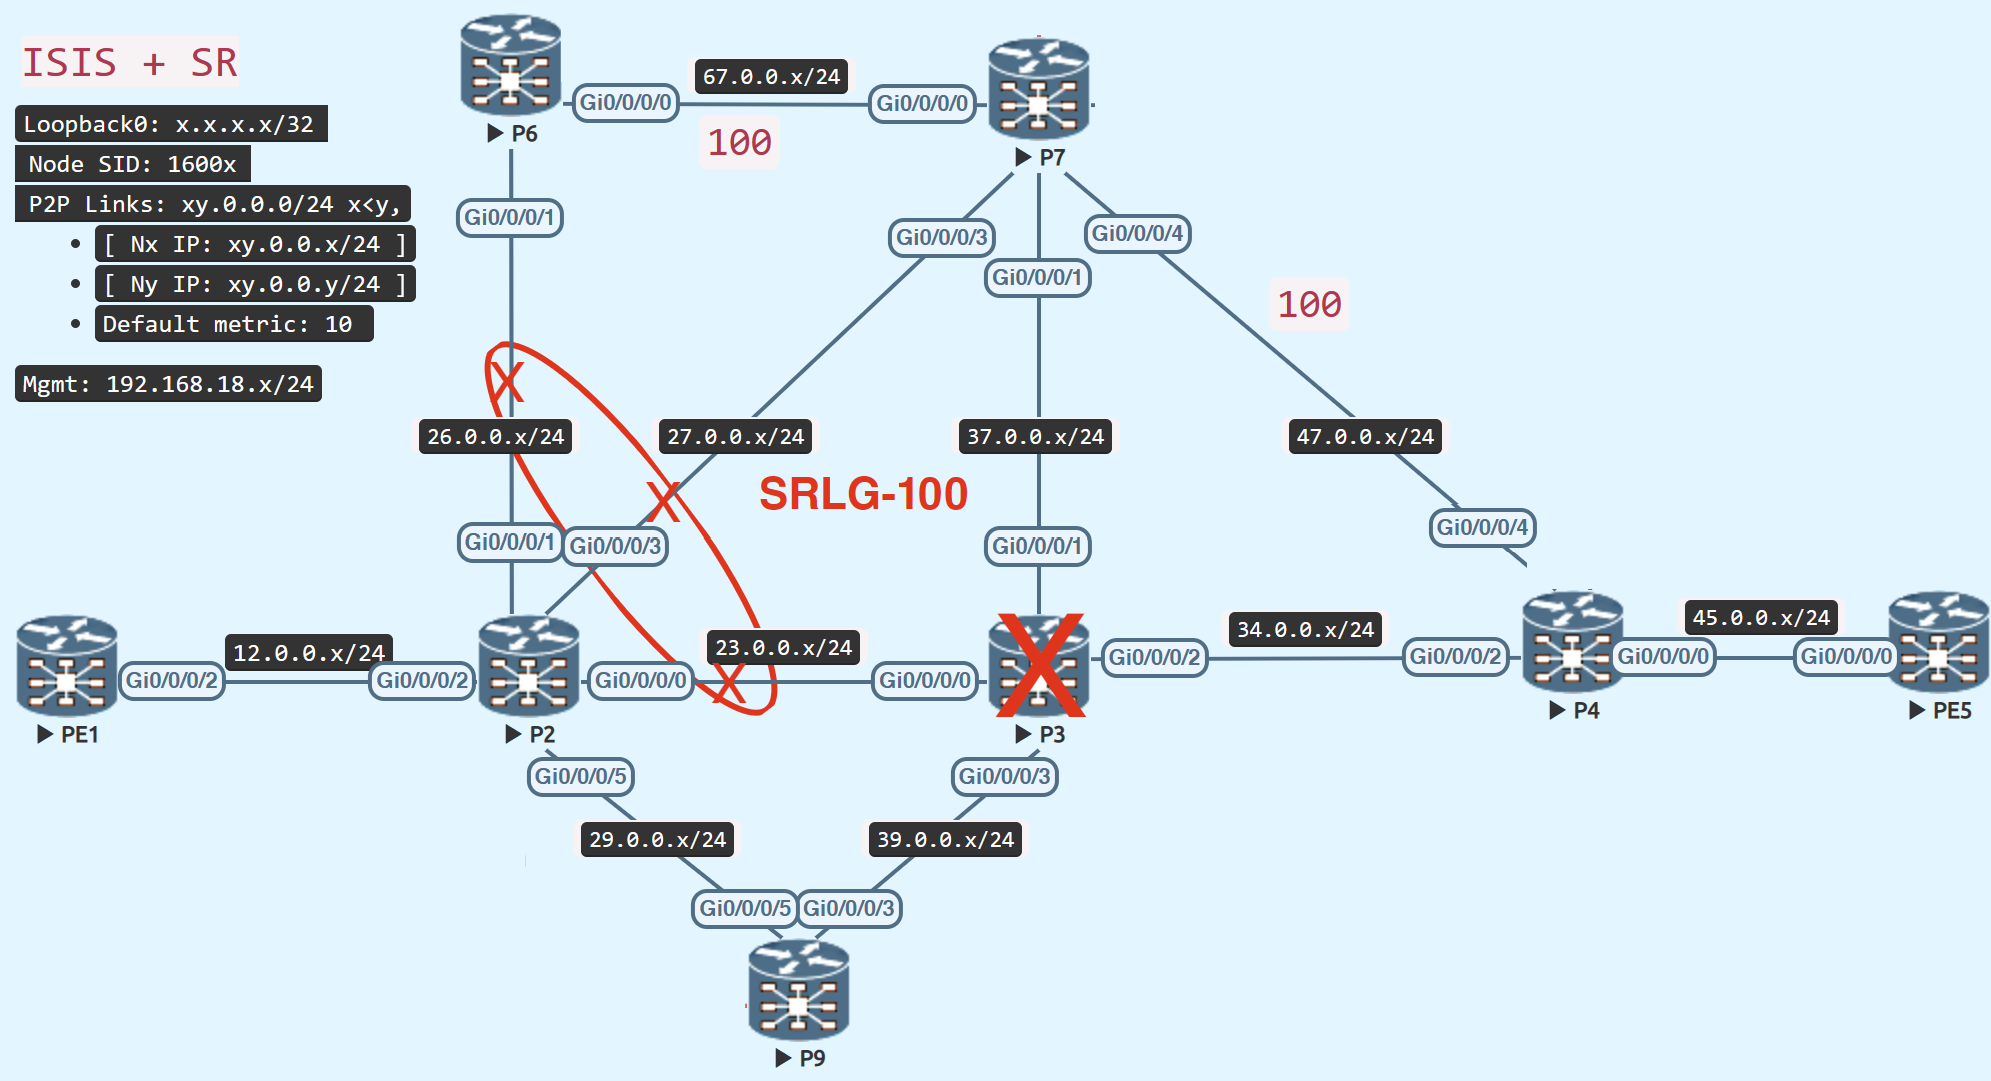 ISIS + SR
Loopback0: x.x.x.x/32
Node SID: 1600x
P2P Links: xy.0.0.0/24 x<y,
[ Nx IP: xy.0.0.x/24 ]
[ Ny IP: xy.0.0.y/24 ]
Default metric: 10
Mgmt: 192.168.18.x/24
P6
Gi0/0/0/0
67.0.0.x/24
100
Gi0/0/0/0
P7
Gi0/0/0/1
Gi0/0/0/3
Gi0/0/0/1
Gi0/0/0/4
100
X
26.0.0.x/24
27.0.0.x/24
37.0.0.x/24
47.0.0.x/24
X
SRLG-100
Gi0/0/0/1
Gi0/0/0/3
Gi0/0/0/1
Gi0/0/0/4
PE1
Gi0/0/0/2
12.0.0.x/24
Gi0/0/0/2
P2
Gi0/0/0/0
23.0.0.x/24
X
Gi0/0/0/0
X
P3
Gi0/0/0/2
34.0.0.x/24
Gi0/0/0/2
P4
Gi0/0/0/0
45.0.0.x/24
Gi0/0/0/0
PE5
Gi0/0/0/5
Gi0/0/0/3
29.0.0.x/24
39.0.0.x/24
Gi0/0/0/5
Gi0/0/0/3
P9